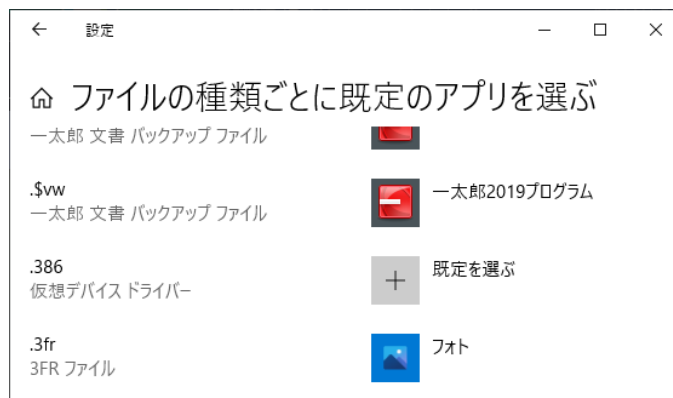 設定
ファイルの種類ごとに既定のアプリを選ぶ
一太郎 文書 バックアップ ファイル
.$vw
一太郎 文書 バックアップ ファイル
一太郎2019プログラム
.386
仮想デバイス ドライバー
既定を選ぶ
.3fr
3FR ファイル
フォト